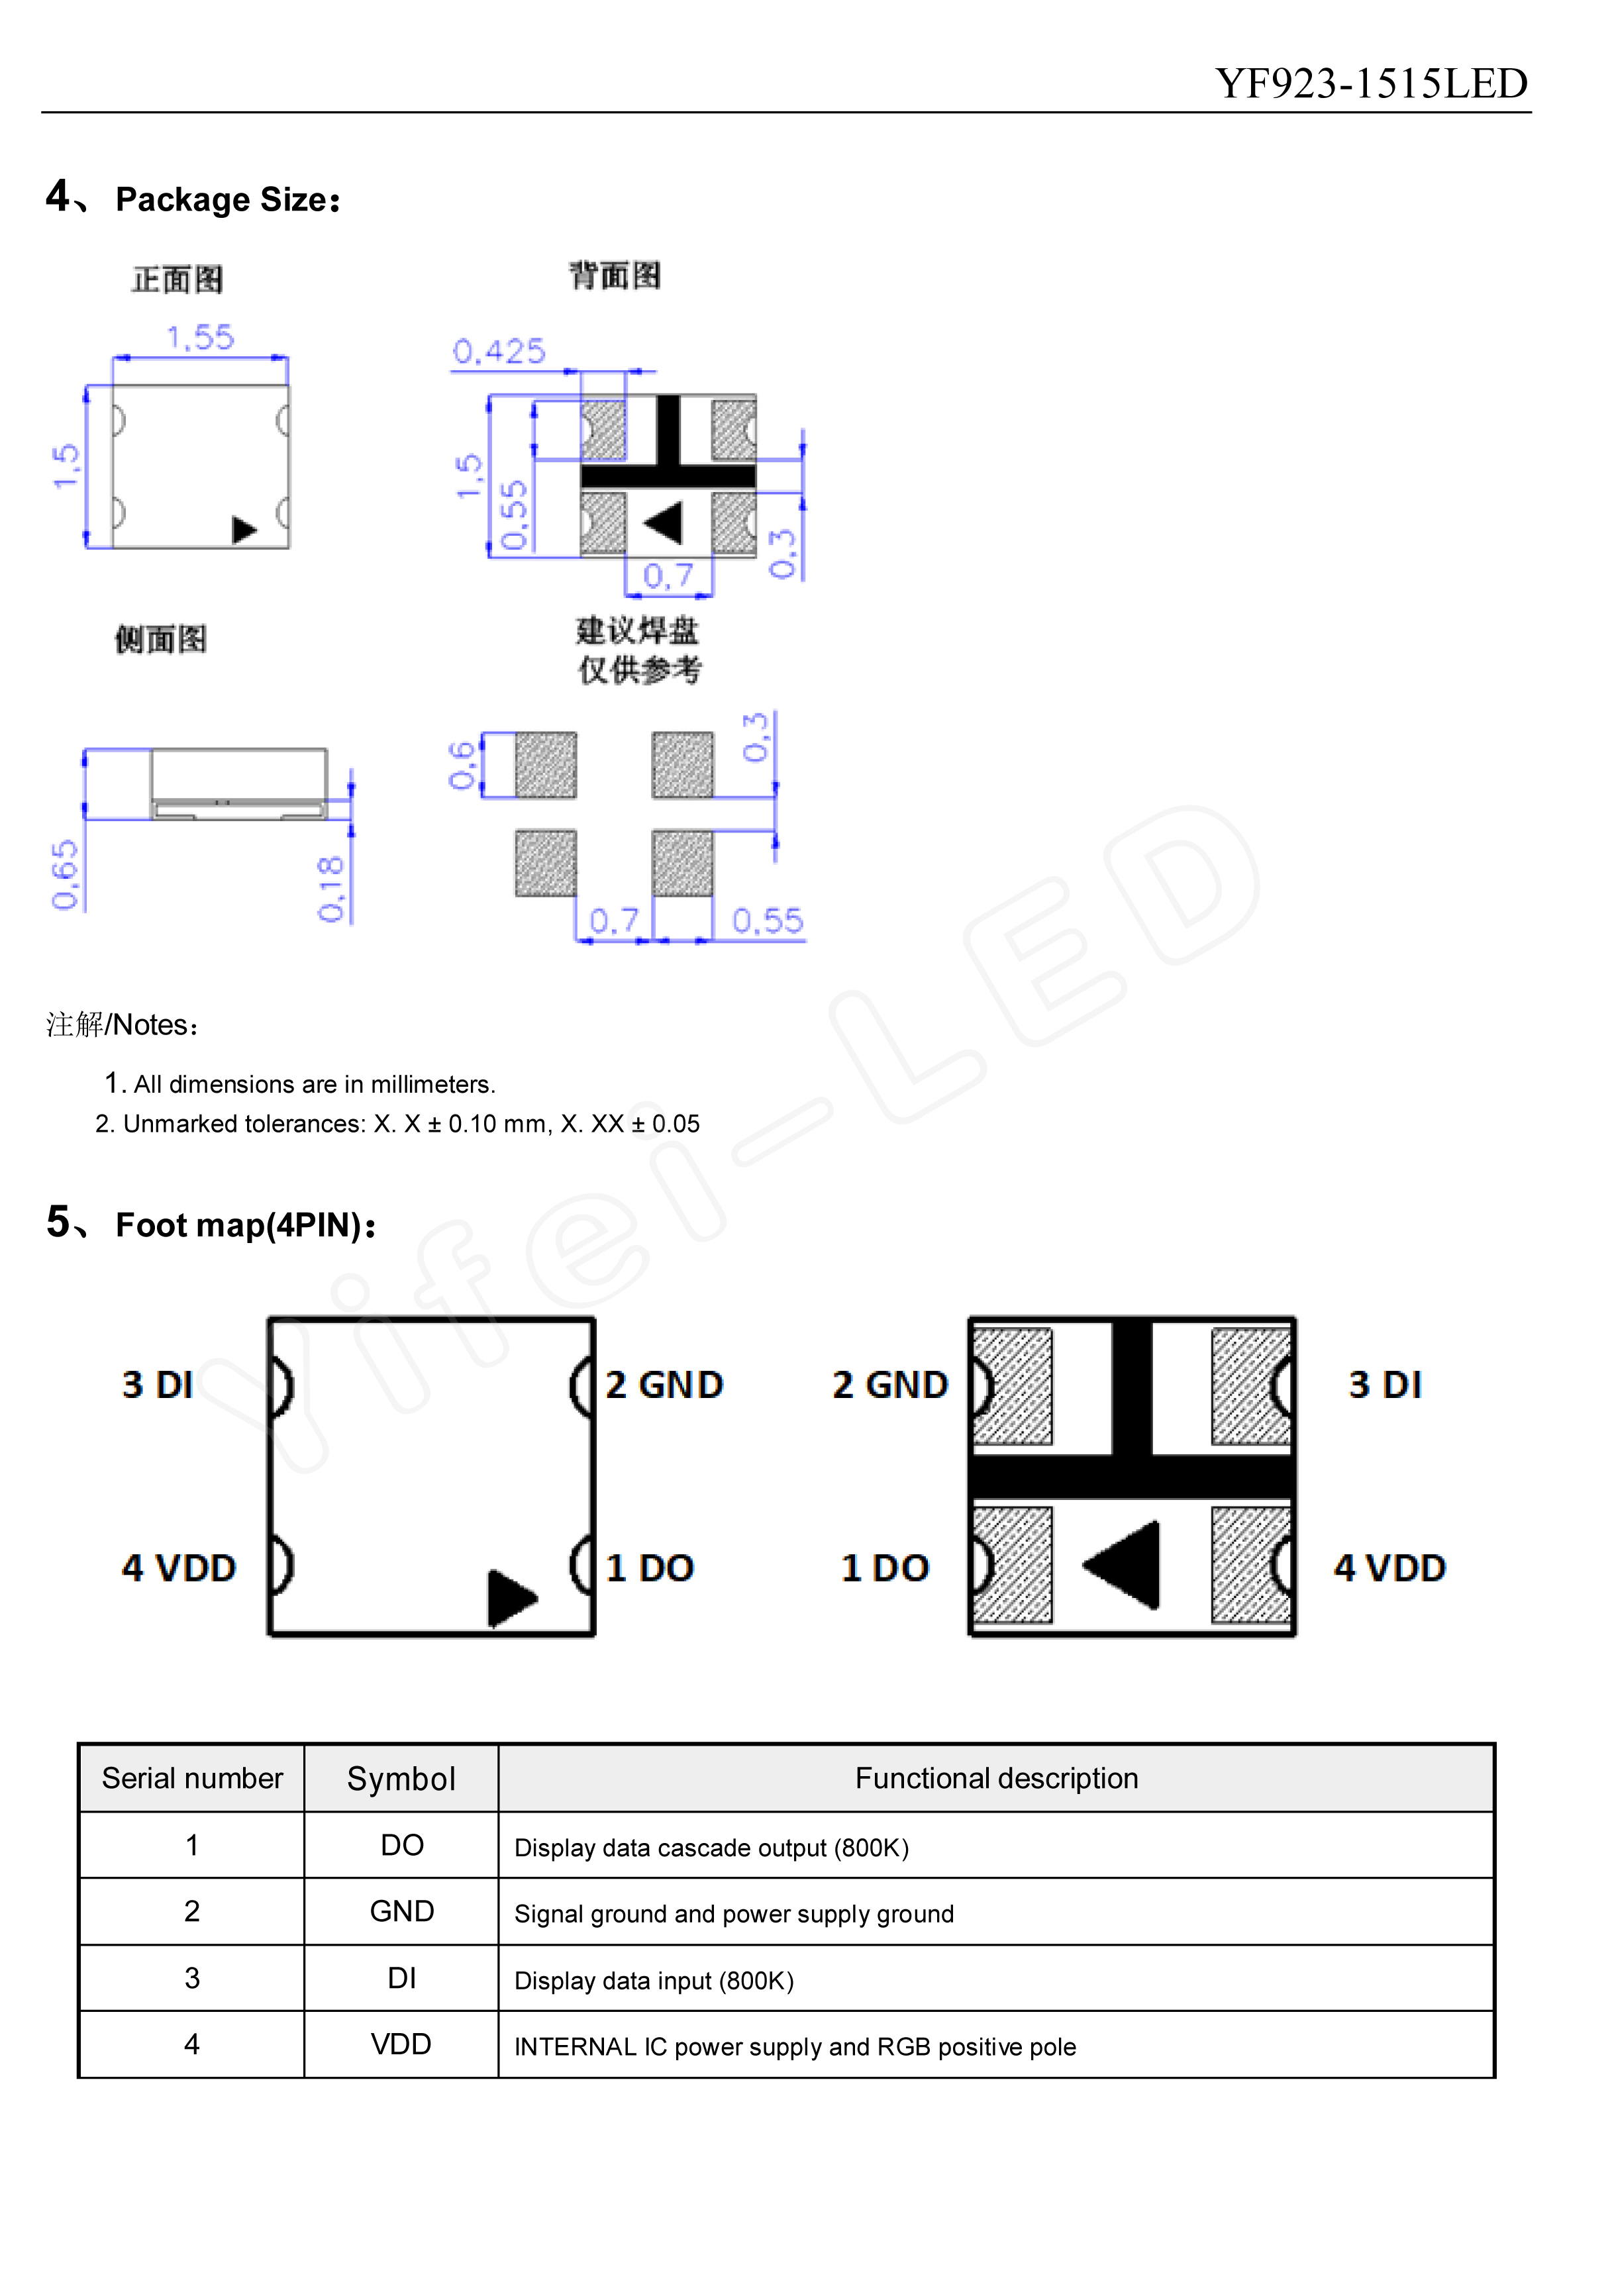 YF923-1515LED
4、 Package Size：
正面图
背面图
1,55
1,5
0,425
1,5
0,55
0,7
0,3
侧面图
建议焊盘
仅供参考
0,65
0,18
0,6
0,3
0,7
0,55
注解/Notes：
1. All dimensions are in millimeters.
2. Unmarked tolerances: X. X ± 0.10 mm, X. XX ± 0.05
5、 Foot map(4PIN)：
3 DI
2 GND
2 GND
3 DI
4 VDD
1 DO
1 DO
4 VDD
Serial number Symbol Functional description
1 DO Display data cascade output (800K)
2 GND Signal ground and power supply ground
3 DI Display data input (800K)
4 VDD INTERNAL IC power supply and RGB positive pole
Yifei-LED